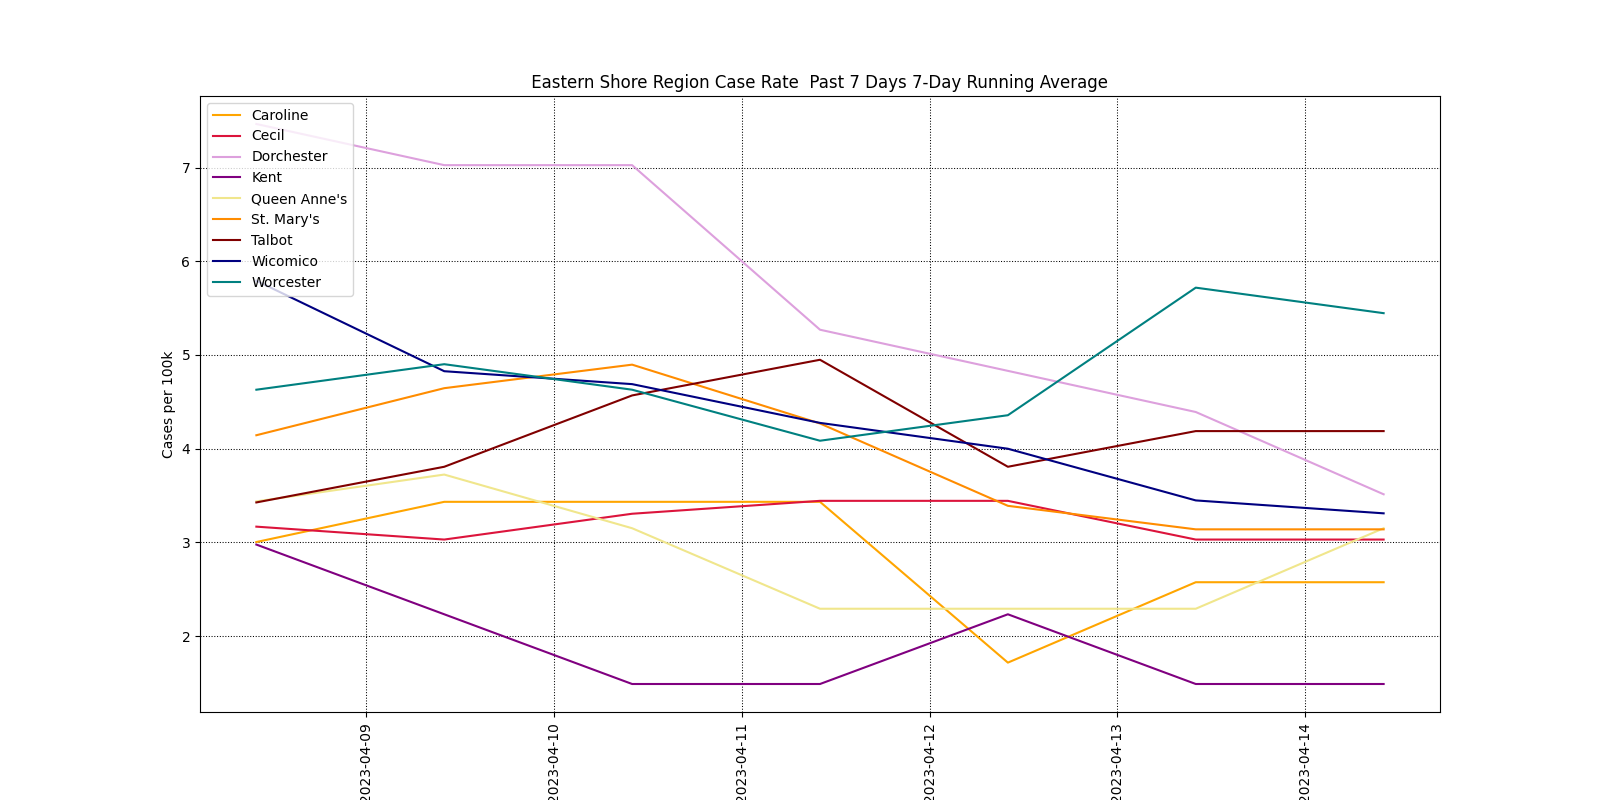 Eastern Shore Region Case Rate  Past 7 Days 7-Day Running Average
Caroline
Cecil
Dorchester
Kent
Queen Anne's
St. Mary's
Talbot
Wicomico
Worcester
Cases per 100k
7
6
5
4
3
2
2023-04-09
2023-04-10
2023-04-11
2023-04-12
2023-04-13
2023-04-14